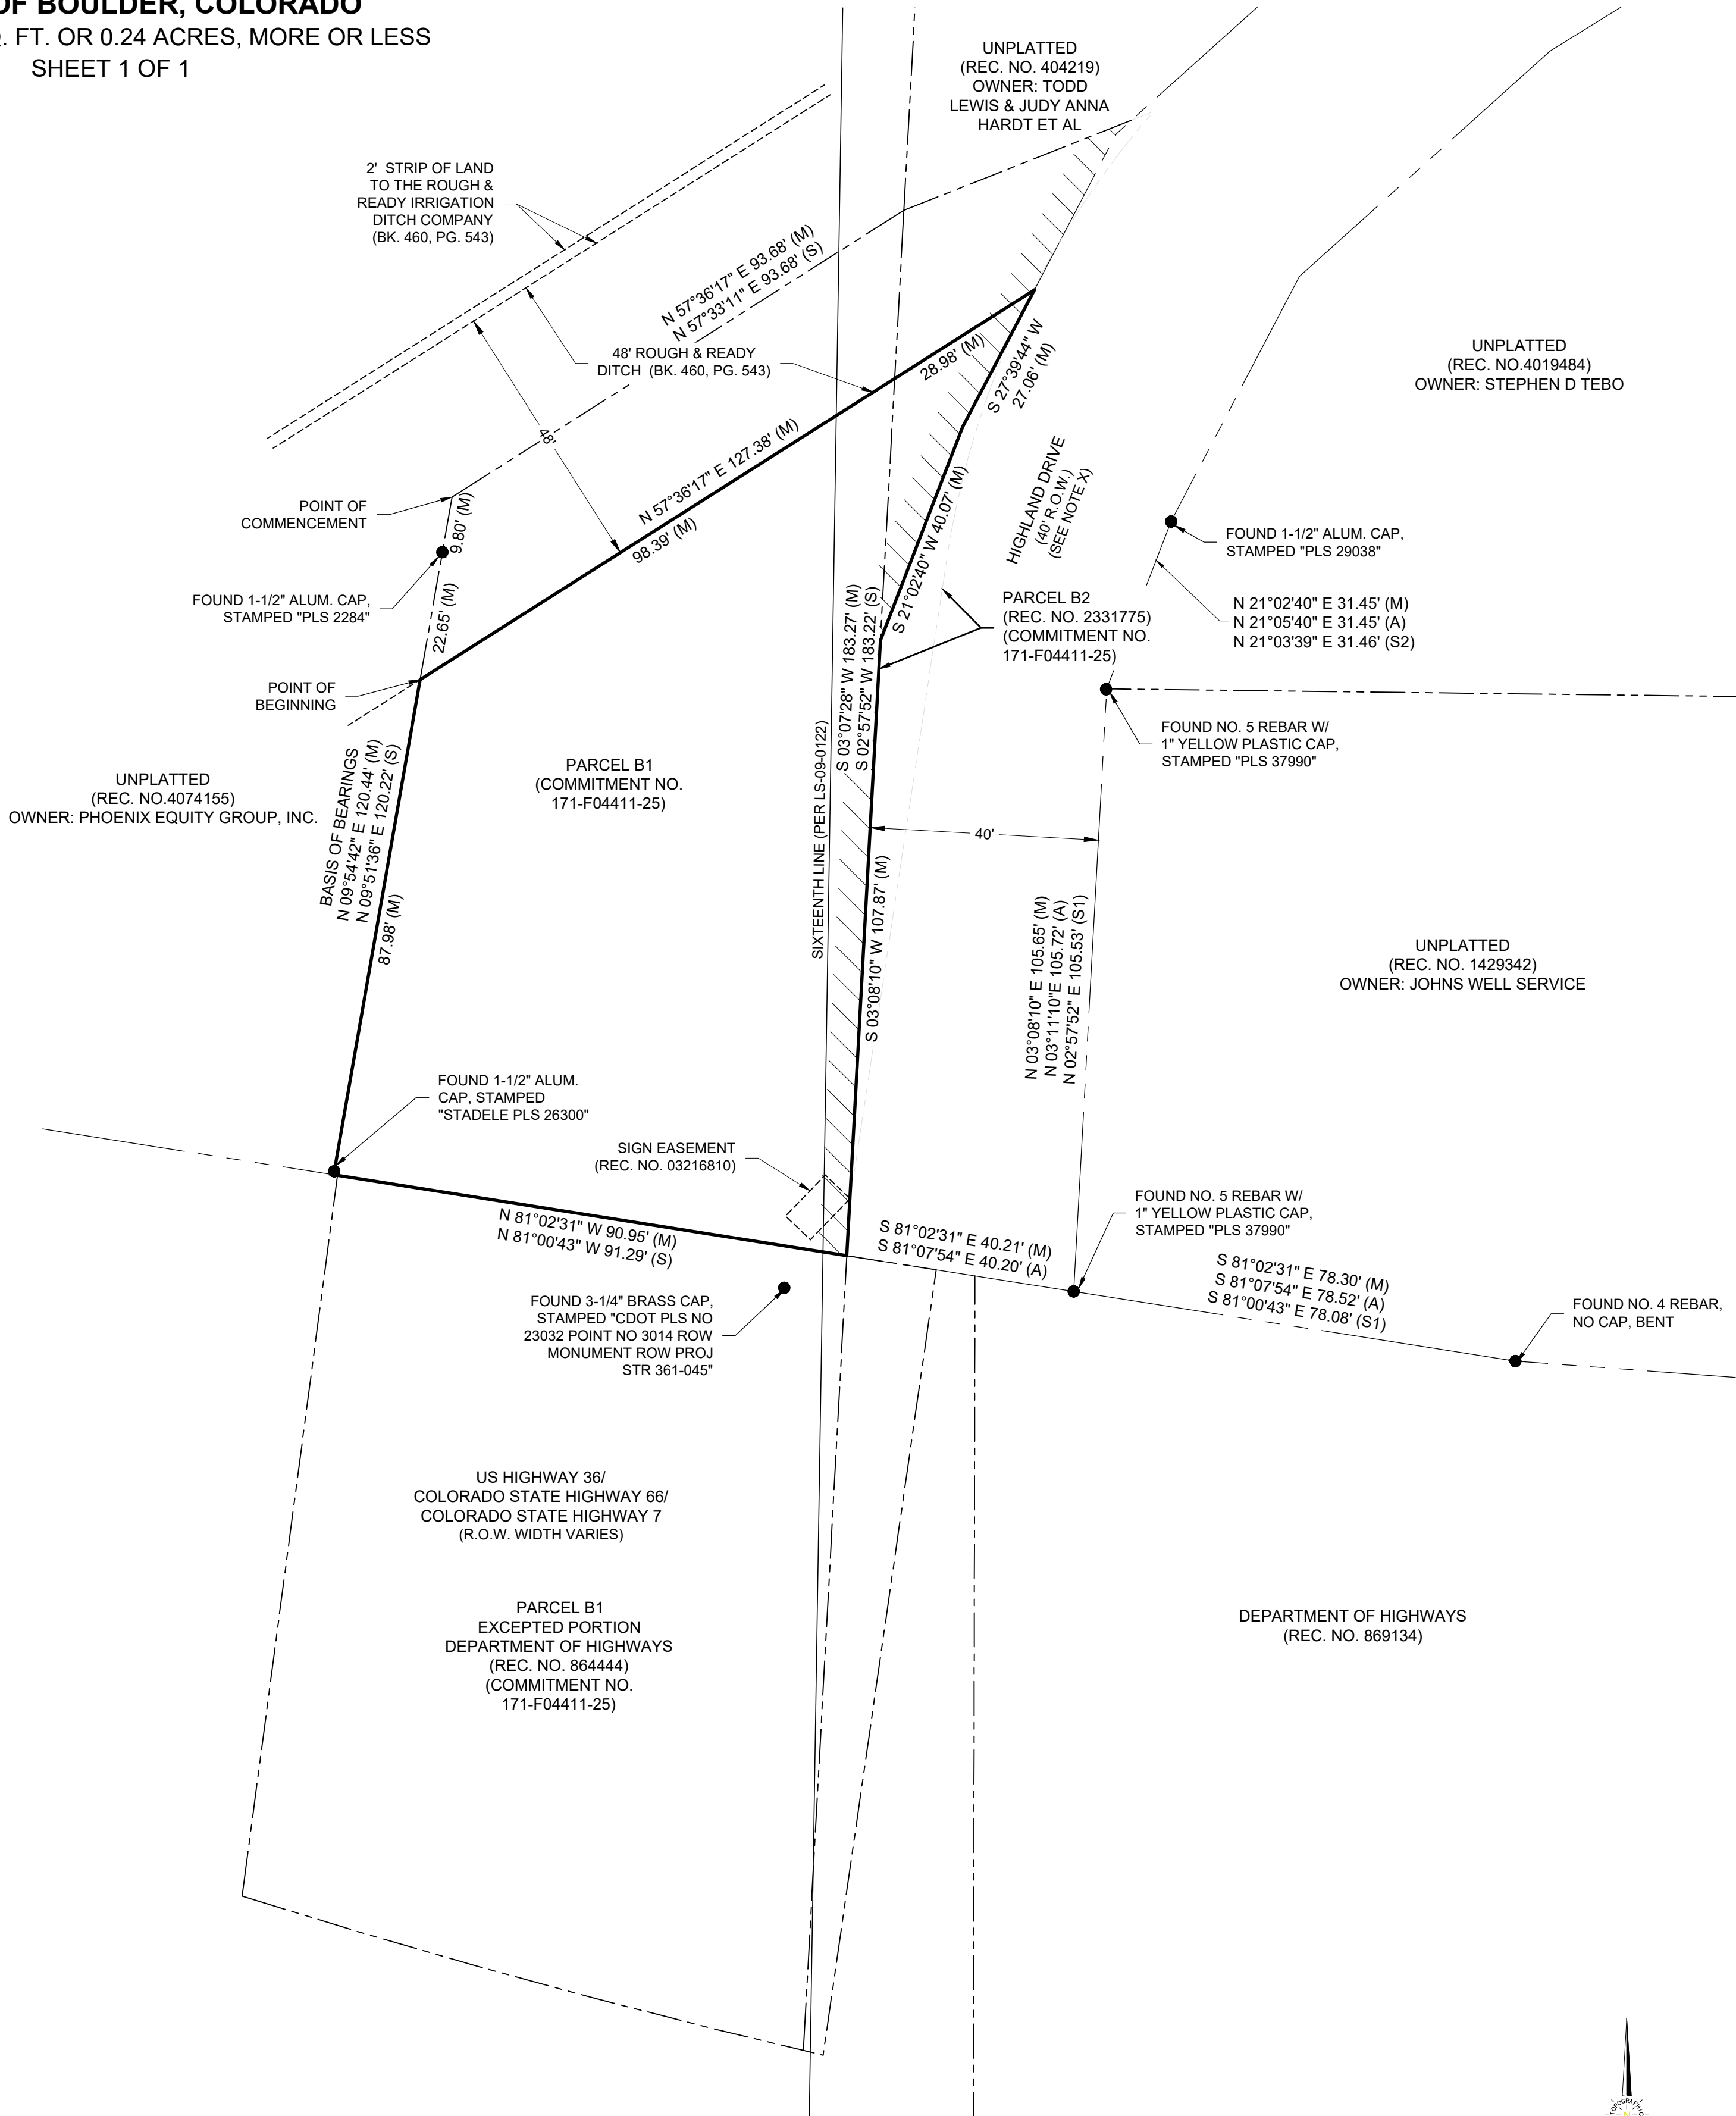 OF BOULDER, COLORADO
. FT. OR 0.24 ACRES, MORE OR LESS
SHEET 1 OF 1
UNPLATTED
(REC. NO. 404219)
OWNER: TODD
LEWIS & JUDY ANNA
HARDT ET AL
2' STRIP OF LAND
TO THE ROUGH &
READY IRRIGATION
DITCH COMPANY
(BK. 460, PG. 543)
N 57°36'17" E 93.68' (M)
N 57°33'11" E 93.68' (S)
48' ROUGH & READY
DITCH (BK. 460, PG. 543)
28.98' (M)
S 27°39'44" W
27.06' (M)
UNPLATTED
(REC. NO.4019484)
OWNER: STEPHEN D TEBO
48'
N 57°36'17" E 127.38' (M)
98.39' (M)
POINT OF
COMMENCEMENT
9.80' (M)
HIGHLAND DRIVE
(40' R.O.W.)
(SEE NOTE X)
S 21°02'40" W 40.07' (M)
FOUND 1-1/2" ALUM. CAP,
STAMPED "PLS 29038"
FOUND 1-1/2" ALUM. CAP,
STAMPED "PLS 2284"
22.65' (M)
PARCEL B2
(REC. NO. 2331775)
(COMMITMENT NO.
171-F04411-25)
N 21°02'40" E 31.45' (M)
N 21°05'40" E 31.45' (A)
N 21°03'39" E 31.46' (S2)
POINT OF
BEGINNING
S 03°07'28" W 183.27' (M)
S 02°57'52" W 183.22' (S)
FOUND NO. 5 REBAR W/
1" YELLOW PLASTIC CAP,
STAMPED "PLS 37990"
UNPLATTED
(REC. NO.4074155)
OWNER: PHOENIX EQUITY GROUP, INC.
BASIS OF BEARINGS
N 09°54'42" E 120.44' (M)
N 09°51'36" E 120.22' (S)
87.98' (M)
PARCEL B1
(COMMITMENT NO.
171-F04411-25)
SIXTEENTH LINE (PER LS-09-0122)
40'
S 03°08'10" W 107.87' (M)
N 03°08'10" E 105.65' (M)
N 03°11'10"E 105.72' (A)
N 02°57'52" E 105.53' (S1)
UNPLATTED
(REC. NO. 1429342)
OWNER: JOHNS WELL SERVICE
FOUND 1-1/2" ALUM.
CAP, STAMPED
"STADELE PLS 26300"
SIGN EASEMENT
(REC. NO. 03216810)
N 81°02'31" W 90.95' (M)
N 81°00'43" W 91.29' (S)
S 81°02'31" E 40.21' (M)
S 81°07'54" E 40.20' (A)
FOUND NO. 5 REBAR W/
1" YELLOW PLASTIC CAP,
STAMPED "PLS 37990"
S 81°02'31" E 78.30' (M)
S 81°07'54" E 78.52' (A)
S 81°00'43" E 78.08' (S1)
FOUND NO. 4 REBAR,
NO CAP, BENT
FOUND 3-1/4" BRASS CAP,
STAMPED "CDOT PLS NO
23032 POINT NO 3014 ROW
MONUMENT ROW PROJ
STR 361-045"
US HIGHWAY 36/
COLORADO STATE HIGHWAY 66/
COLORADO STATE HIGHWAY 7
(R.O.W. WIDTH VARIES)
PARCEL B1
EXCEPTED PORTION
DEPARTMENT OF HIGHWAYS
(REC. NO. 864444)
(COMMITMENT NO.
171-F04411-25)
DEPARTMENT OF HIGHWAYS
(REC. NO. 869134)